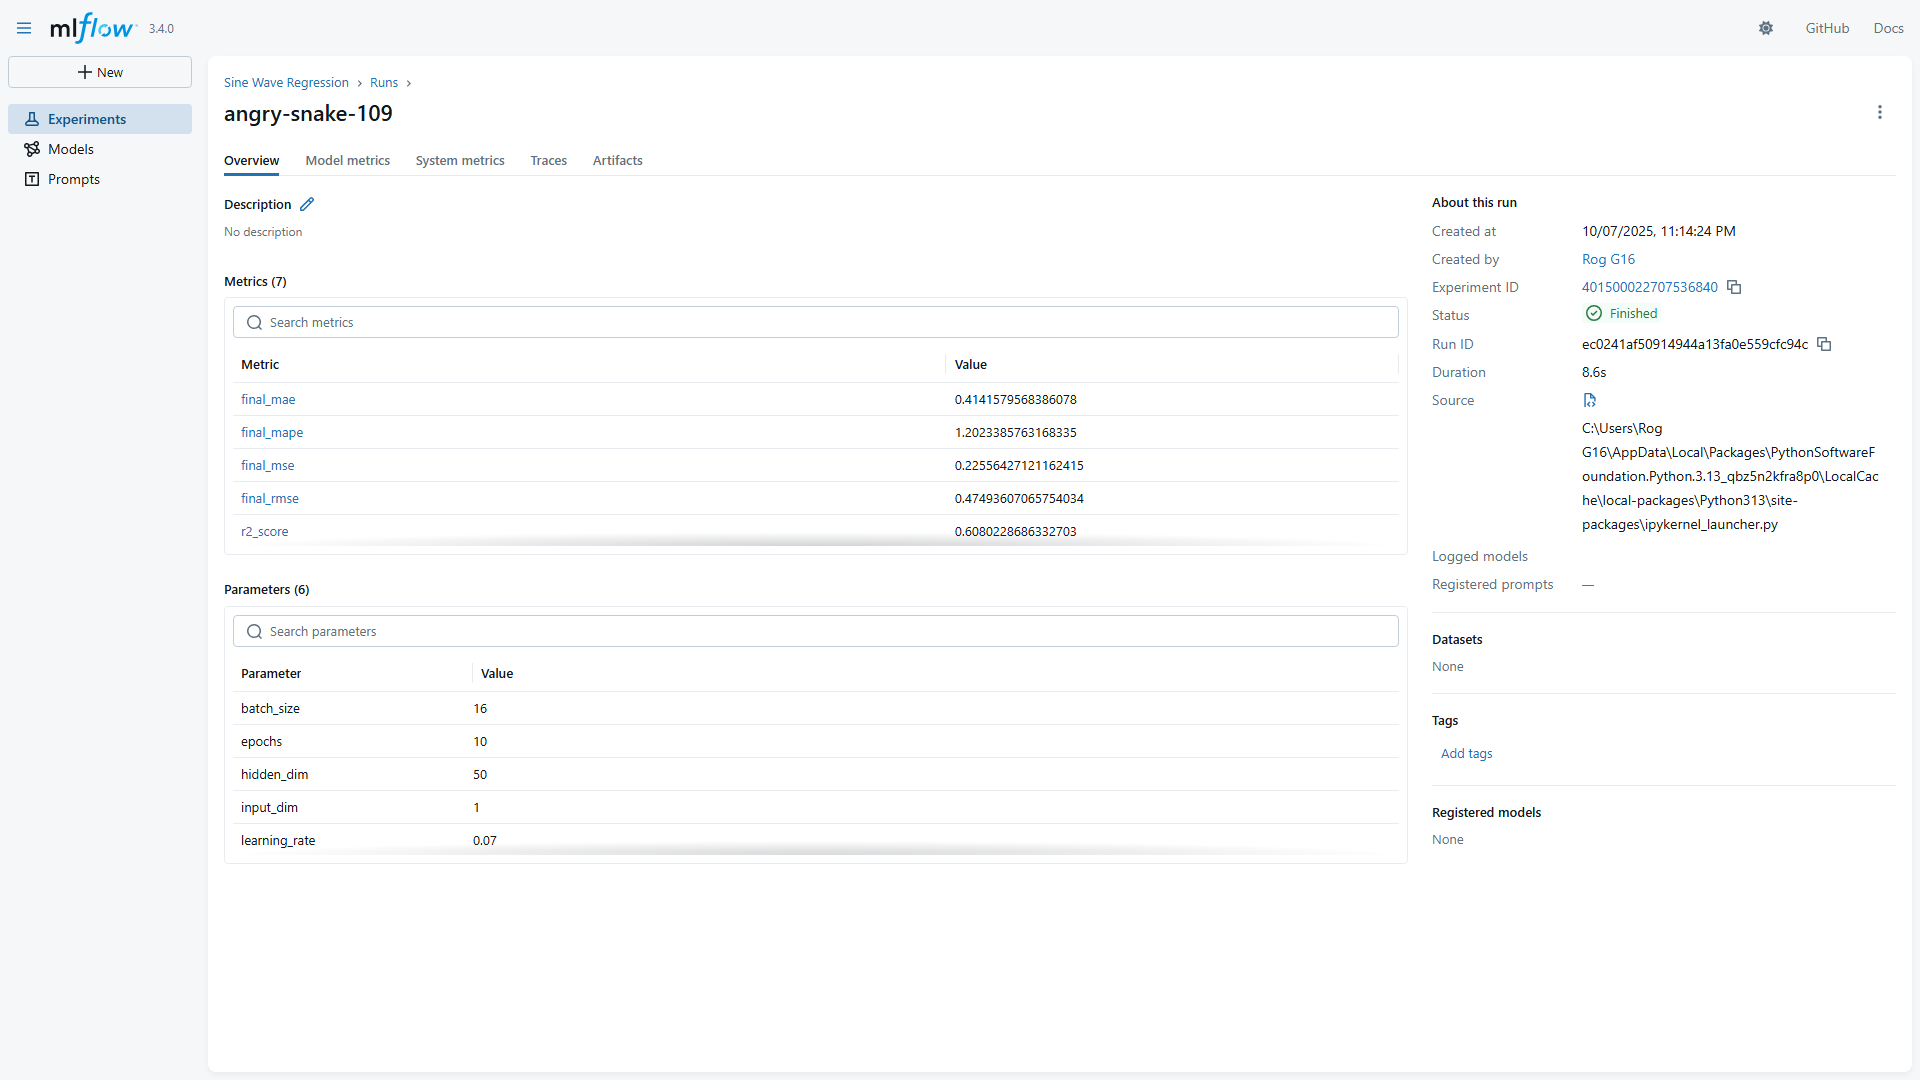 mlflow 3.4.0
GitHub
Docs
New
Experiments
Models
Prompts
Sine Wave Regression › Runs ›
angry-snake-109
Overview
Model metrics
System metrics
Traces
Artifacts
Description
No description
Metrics (7)
Search metrics
Metric Value
final_mae 0.4141579568386078
final_mape 1.2023385763168335
final_mse 0.22556427121162415
final_rmse 0.47493607065754034
r2_score 0.6080228686332703
Parameters (6)
Search parameters
Parameter Value
batch_size 16
epochs 10
hidden_dim 50
input_dim 1
learning_rate 0.07
About this run
Created at 10/07/2025, 11:14:24 PM
Created by Rog G16
Experiment ID 401500022707536840
Status Finished
Run ID ec0241af50914944a13fa0e559cfc94c
Duration 8.6s
Source
C:\Users\Rog
G16\AppData\Local\Packages\PythonSoftwareF
oundation.Python.3.13_qbz5n2kfra8p0\LocalCac
he\local-packages\Python313\site-
packages\ipykernel_launcher.py
Logged models
Registered prompts —
Datasets
None
Tags
Add tags
Registered models
None